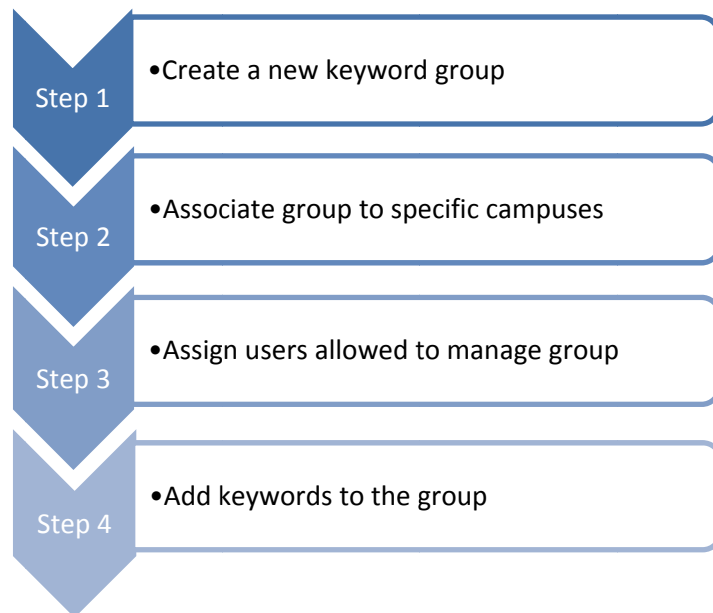 Step 1
•Create a new keyword group
Step 2
•Associate group to specific campuses
Step 3
•Assign users allowed to manage group
Step 4
•Add keywords to the group